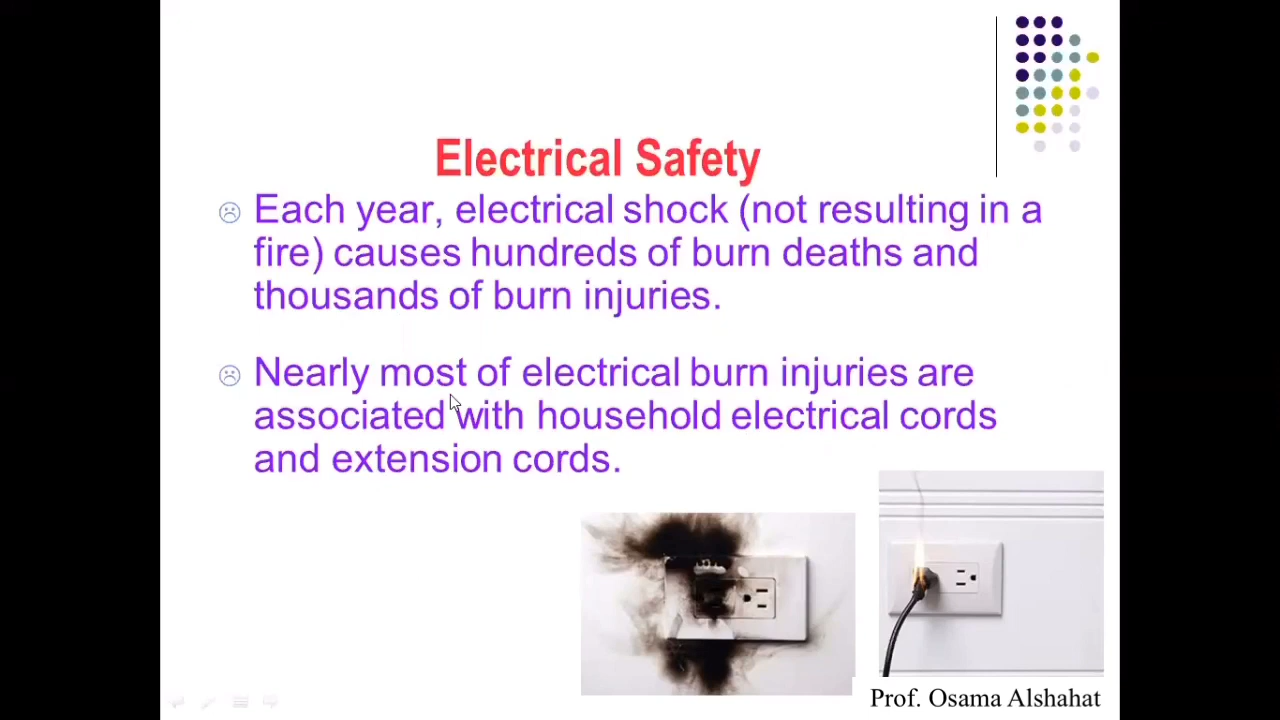 Electrical Safety
Each year, electrical shock (not resulting in a
fire) causes hundreds of burn deaths and
thousands of burn injuries.
Nearly most of electrical burn injuries are
associated with household electrical cords
and extension cords.
Prof. Osama Alshahat